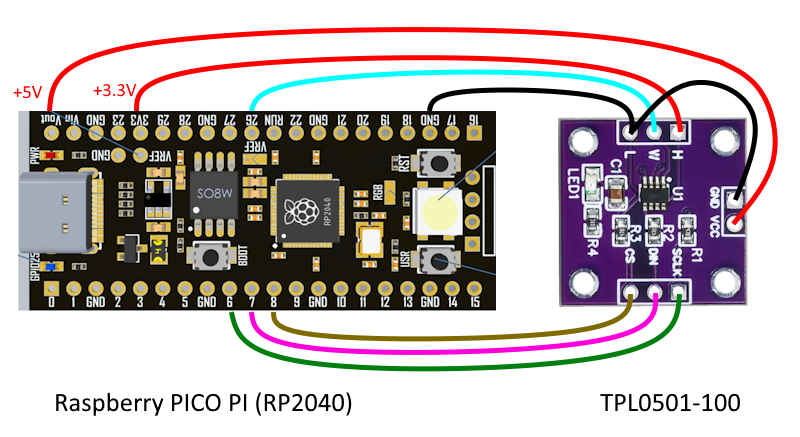 +5V
+3.3V
Vout Vin GND 23 3V3 29 28 GND 27 26 RUN 22 GND 21 20 19 18 GND 17 16
PWR
GND
VREF
VREF
RST
SO8W
RP2040
RGB
BOOT
USR
GPIO25
0 1 GND 2 3 4 5 GND 6 7 8 9 GND 10 11 12 13 GND 14 15
L W H
LED1
C1
U1
GND
VCC
R4
R3
R2
R1
CS
SCLK
Raspberry PICO PI (RP2040)
TPL0501-100